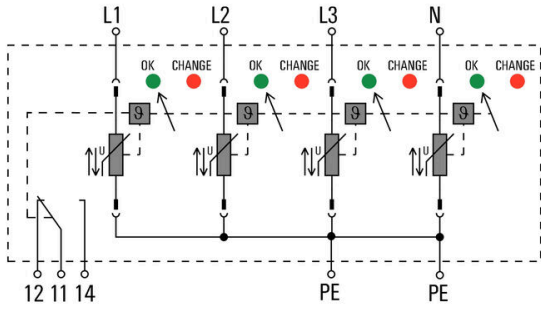 L1 L2 L3 N
OK CHANGE OK CHANGE OK CHANGE OK CHANGE
ϑ ϑ ϑ ϑ
U U U U
12 11 14 PE PE